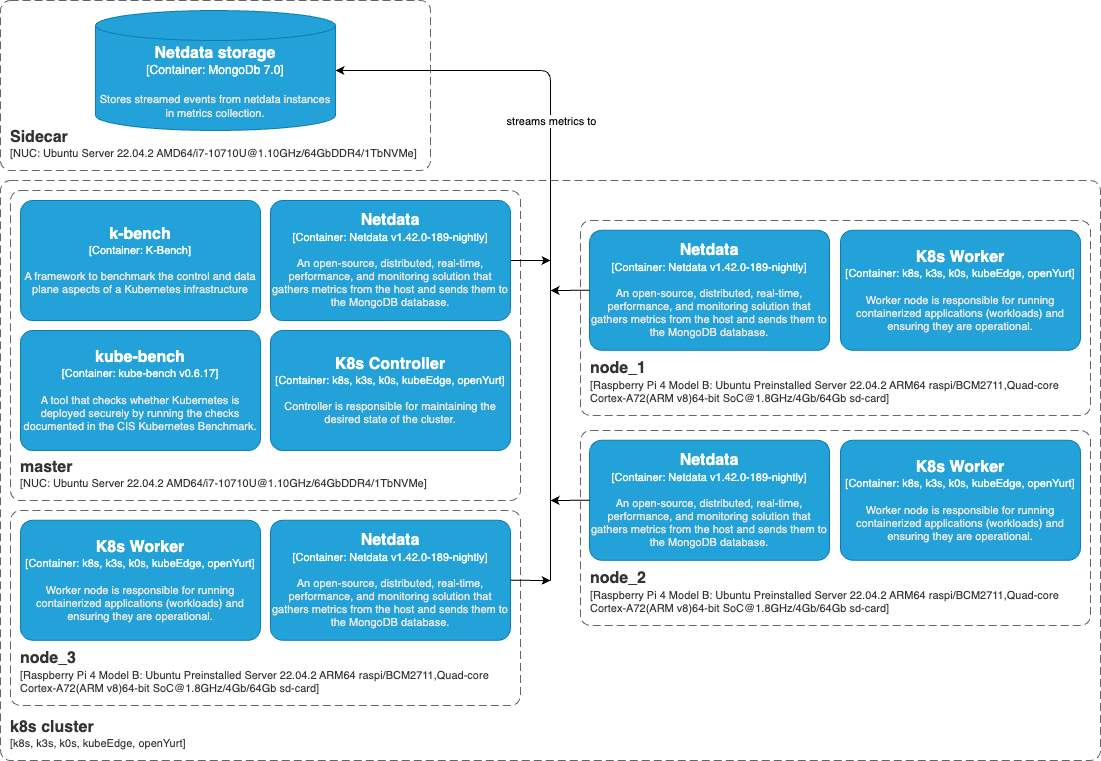 Netdata storage
[Container: MongoDb 7.0]
Stores streamed events from netdata instances
in metrics collection.
Sidecar
[NUC: Ubuntu Server 22.04.2 AMD64/i7-10710U@1.10GHz/64GbDDR4/1TbNVMe]
streams metrics to
k-bench
[Container: K-Bench]
A framework to benchmark the control and data
plane aspects of a Kubernetes infrastructure
Netdata
[Container: Netdata v1.42.0-189-nightly]
An open-source, distributed, real-time,
performance, and monitoring solution that
gathers metrics from the host and sends them to
the MongoDB database.
kube-bench
[Container: kube-bench v0.6.17]
A tool that checks whether Kubernetes is
deployed securely by running the checks
documented in the CIS Kubernetes Benchmark.
K8s Controller
[Container: k8s, k3s, k0s, kubeEdge, openYurt]
Controller is responsible for maintaining the
desired state of the cluster.
master
[NUC: Ubuntu Server 22.04.2 AMD64/i7-10710U@1.10GHz/64GbDDR4/1TbNVMe]
Netdata
[Container: Netdata v1.42.0-189-nightly]
An open-source, distributed, real-time,
performance, and monitoring solution that
gathers metrics from the host and sends them to
the MongoDB database.
K8s Worker
[Container: k8s, k3s, k0s, kubeEdge, openYurt]
Worker node is responsible for running
containerized applications (workloads) and
ensuring they are operational.
node_1
[Raspberry Pi 4 Model B: Ubuntu Preinstalled Server 22.04.2 ARM64 raspi/BCM2711,Quad-core
Cortex-A72(ARM v8)64-bit SoC@1.8GHz/4Gb/64Gb sd-card]
Netdata
[Container: Netdata v1.42.0-189-nightly]
An open-source, distributed, real-time,
performance, and monitoring solution that
gathers metrics from the host and sends them to
the MongoDB database.
K8s Worker
[Container: k8s, k3s, k0s, kubeEdge, openYurt]
Worker node is responsible for running
containerized applications (workloads) and
ensuring they are operational.
node_2
[Raspberry Pi 4 Model B: Ubuntu Preinstalled Server 22.04.2 ARM64 raspi/BCM2711,Quad-core
Cortex-A72(ARM v8)64-bit SoC@1.8GHz/4Gb/64Gb sd-card]
K8s Worker
[Container: k8s, k3s, k0s, kubeEdge, openYurt]
Worker node is responsible for running
containerized applications (workloads) and
ensuring they are operational.
Netdata
[Container: Netdata v1.42.0-189-nightly]
An open-source, distributed, real-time,
performance, and monitoring solution that
gathers metrics from the host and sends them to
the MongoDB database.
node_3
[Raspberry Pi 4 Model B: Ubuntu Preinstalled Server 22.04.2 ARM64 raspi/BCM2711,Quad-core
Cortex-A72(ARM v8)64-bit SoC@1.8GHz/4Gb/64Gb sd-card]
k8s cluster
[k8s, k3s, k0s, kubeEdge, openYurt]